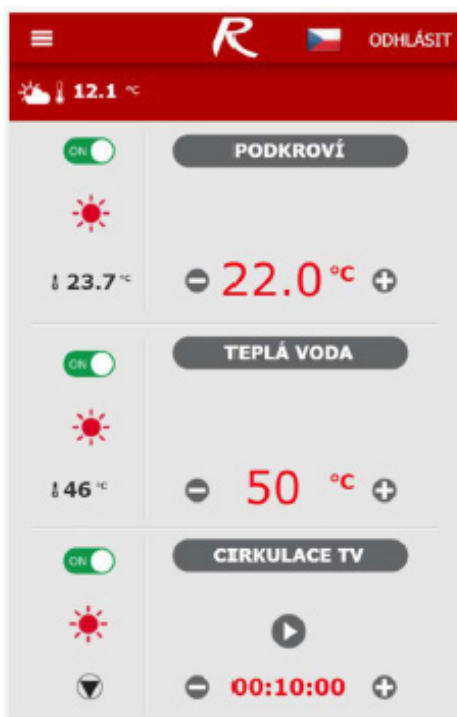 R ODHLÁSIT
12.1 °C
ON PODKROVÍ
23.7 °C 22.0 °C
ON TEPLÁ VODA
46 °C 50 °C
ON CIRKULACE TV
00:10:00